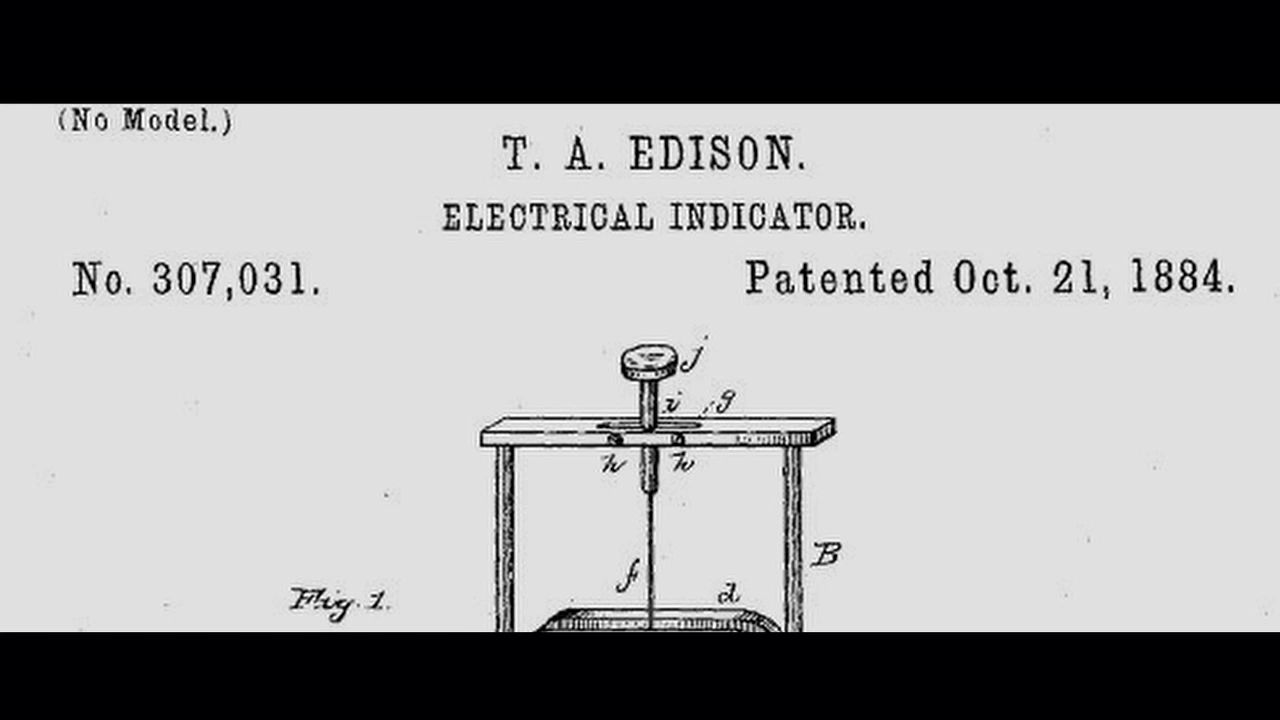 (No Model.)
T. A. EDISON.
ELECTRICAL INDICATOR.
No. 307,031.
Patented Oct. 21, 1884.
j
i g
h h
B
f
d
Fig. 1.